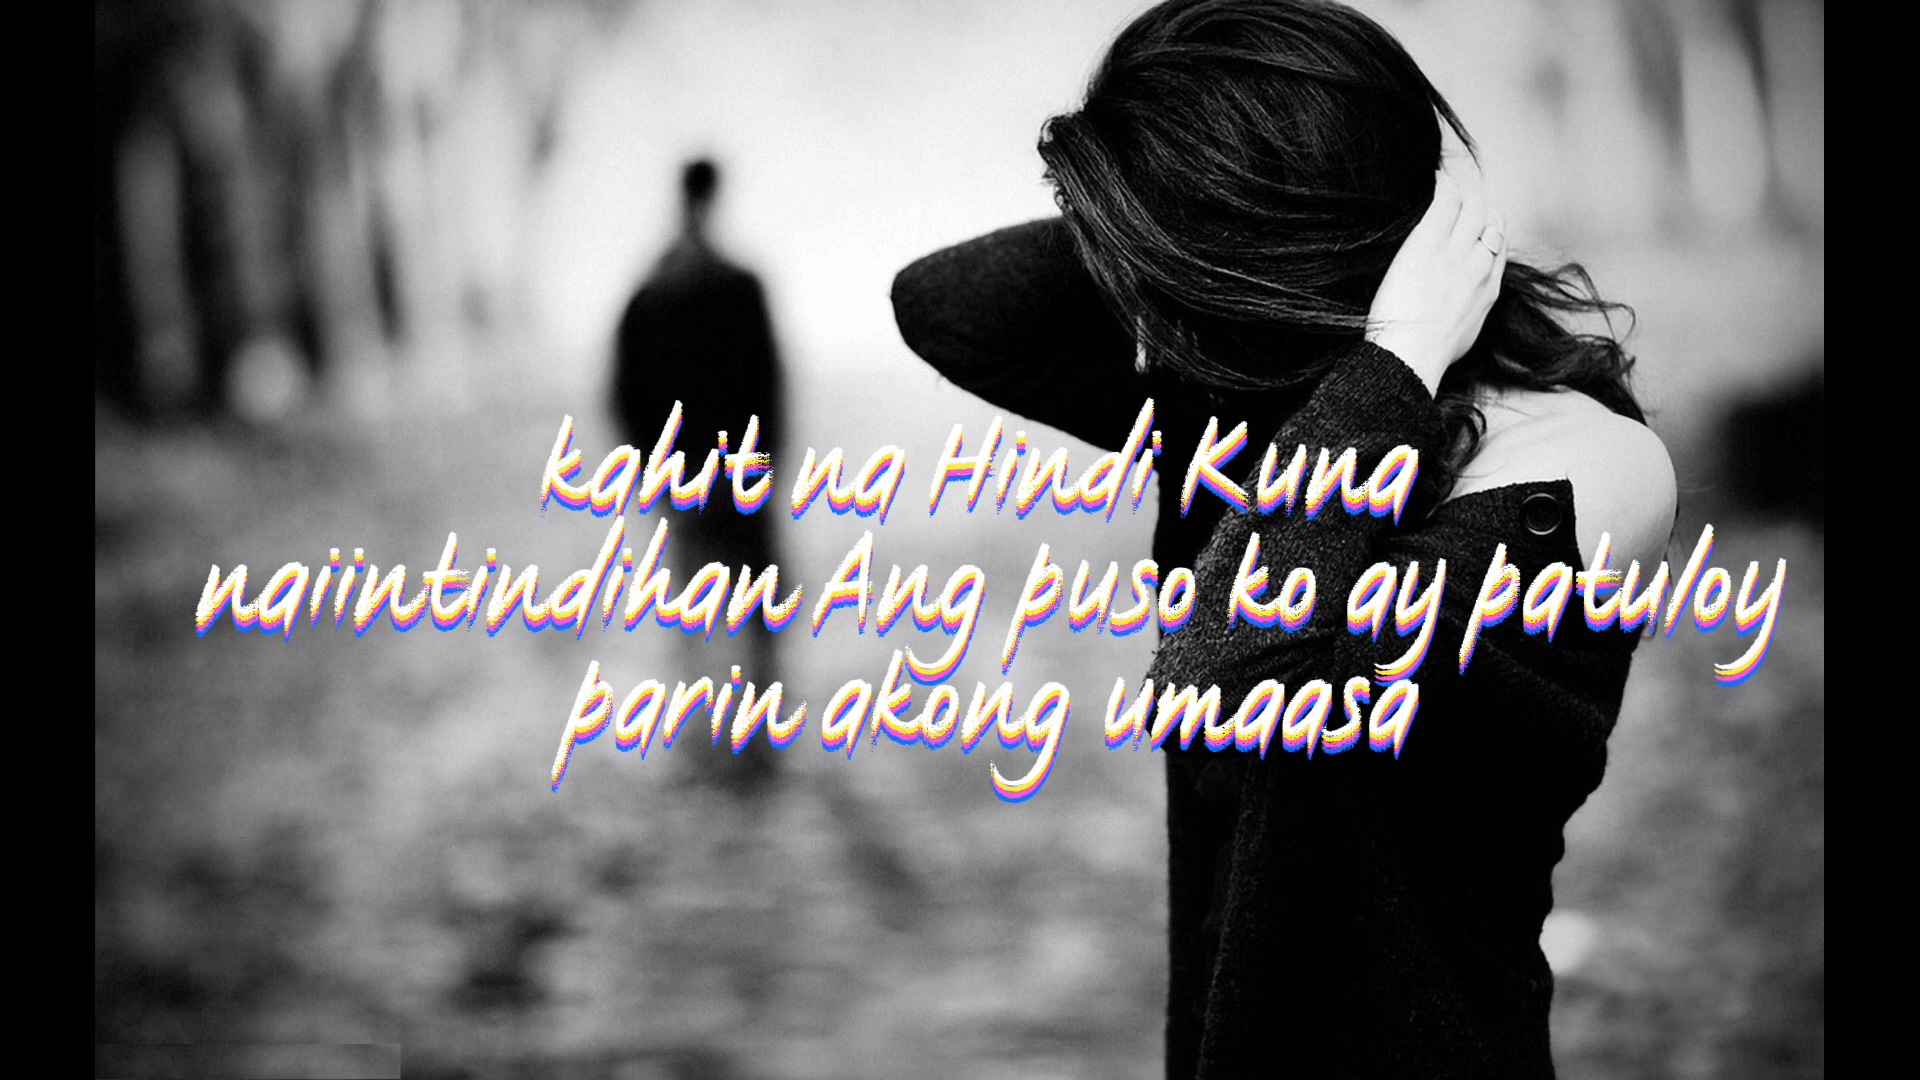 kahit na Hindi Kuna
naiintindihan Ang puso ko ay patuloy
parin akong umaasa